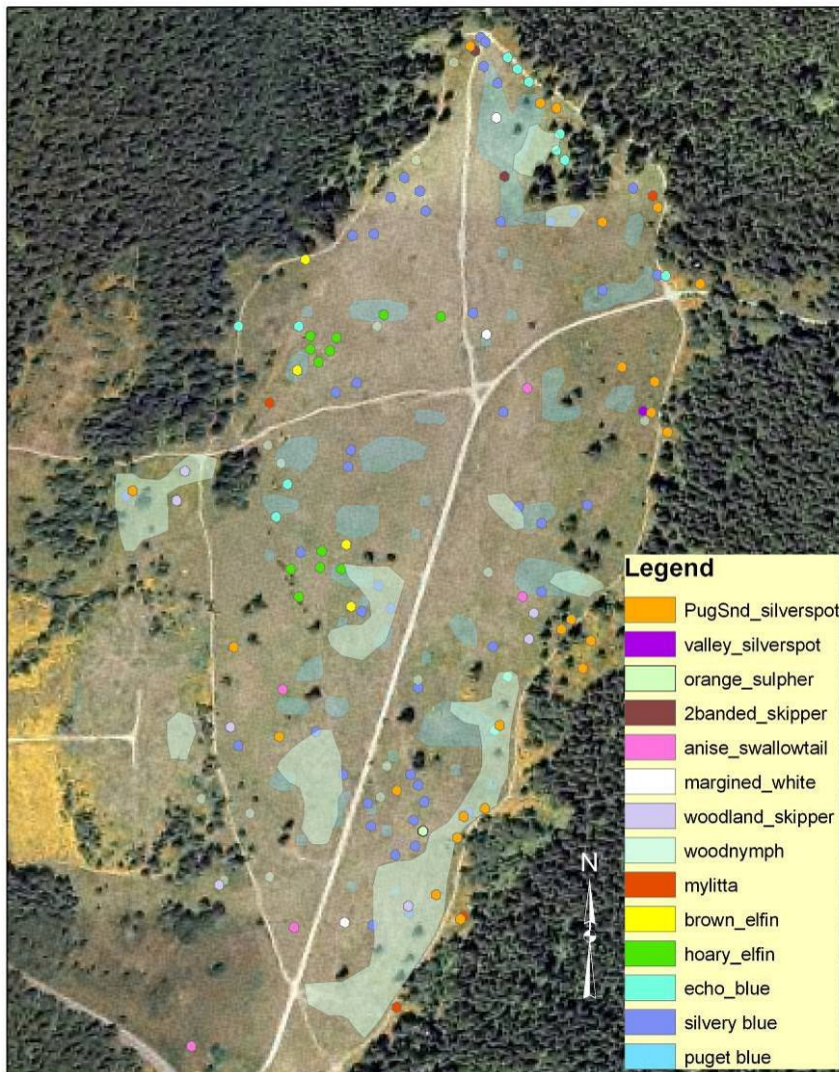 Legend
PugSnd_silverspot
valley_silverspot
orange_sulpher
2banded_skipper
anise_swallowtail
margined_white
woodland_skipper
woodnymph
mylitta
brown_elfin
hoary_elfin
echo_blue
silvery blue
puget blue
N